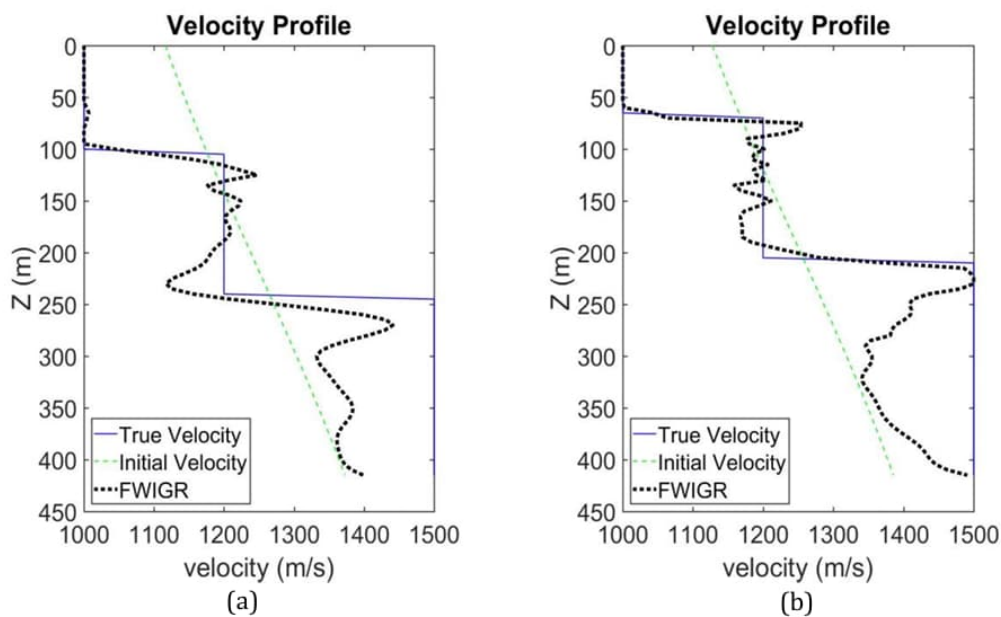 Velocity Profile
0
50
100
150
200
250
300
350
400
450
Z (m)
1000 1100 1200 1300 1400 1500
velocity (m/s)
True Velocity
Initial Velocity
FWIGR
(a)
Velocity Profile
0
50
100
150
200
250
300
350
400
450
Z (m)
1000 1100 1200 1300 1400 1500
velocity (m/s)
True Velocity
Initial Velocity
FWIGR
(b)